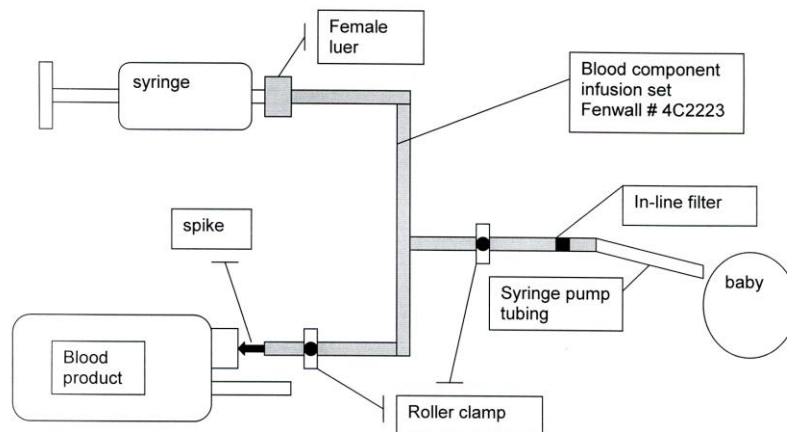 Female
luer
syringe
Blood component
infusion set
Fenwall # 4C2223
In-line filter
spike
baby
Syringe pump
tubing
Blood
product
Roller clamp